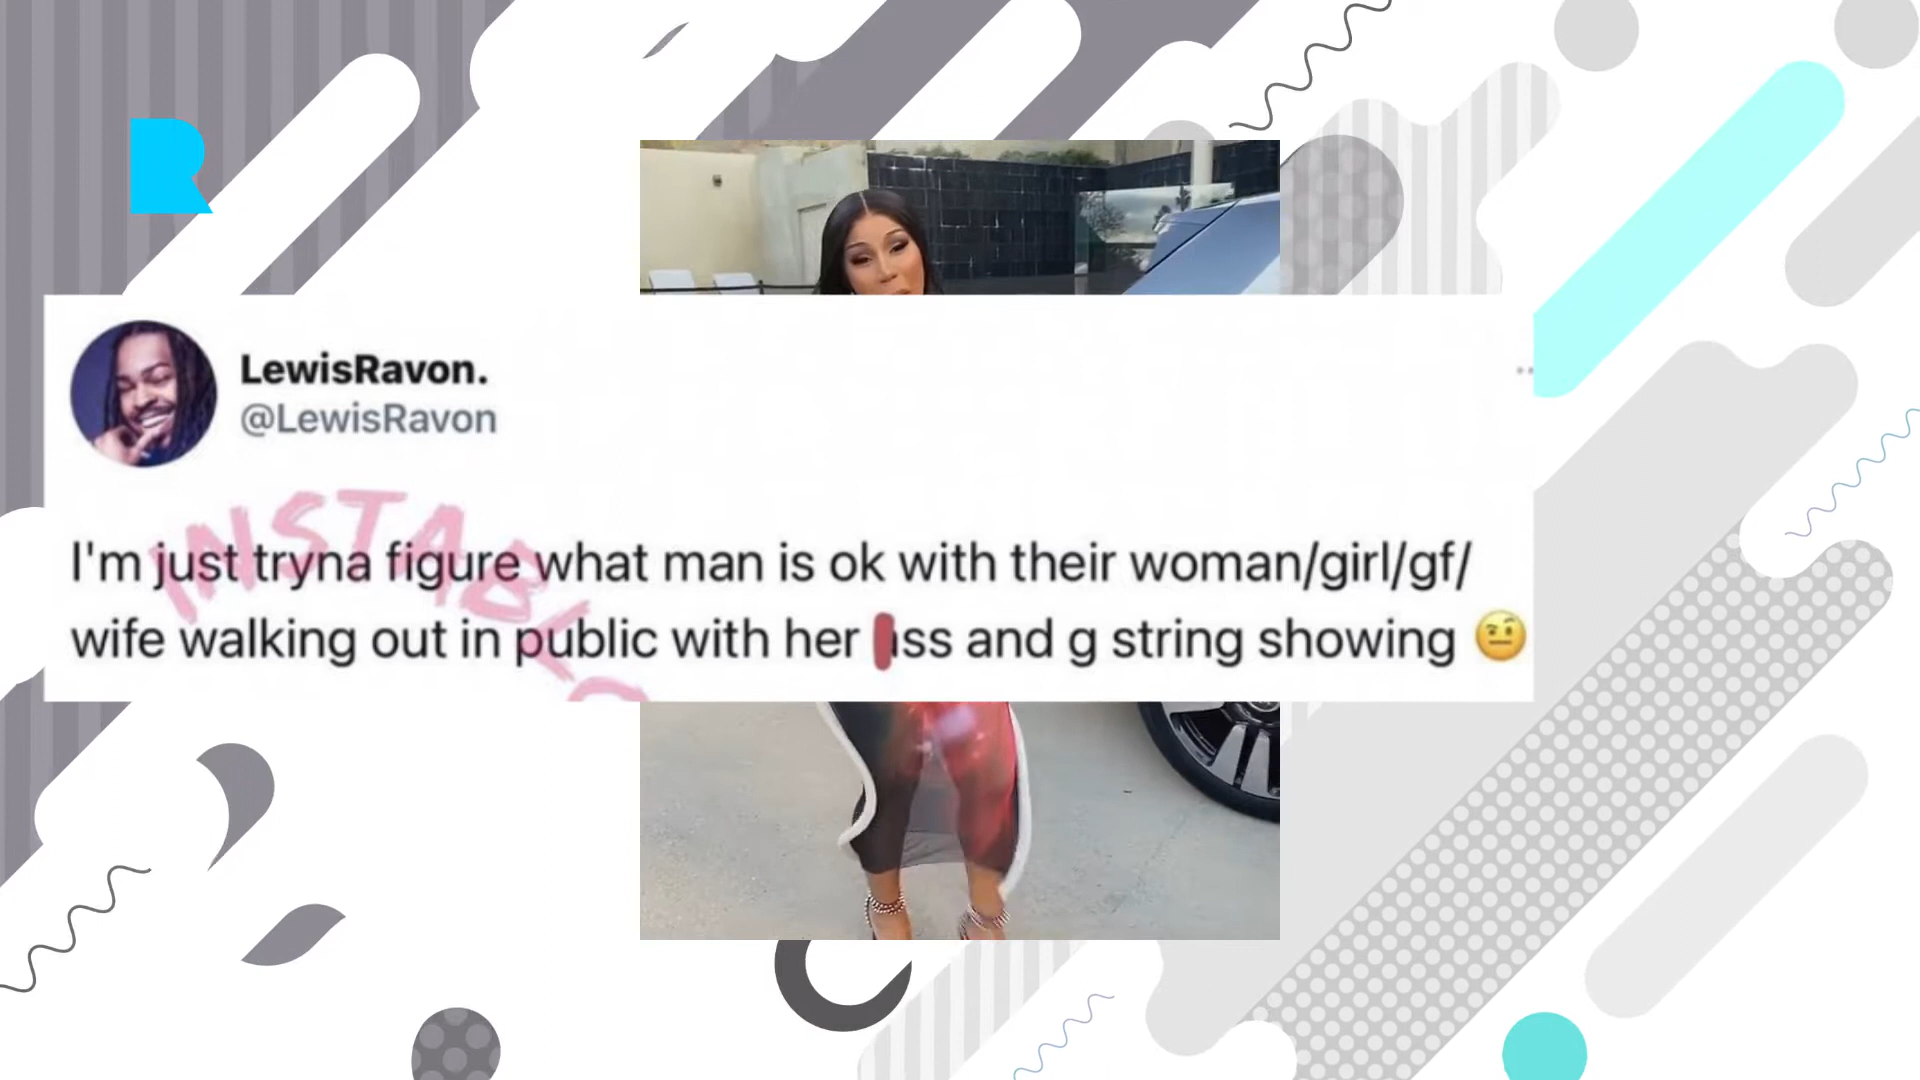 R
LewisRavon.
@LewisRavon
INSTABLO
I'm just tryna figure what man is ok with their woman/girl/gf/
wife walking out in public with her ass and g string showing 🤨